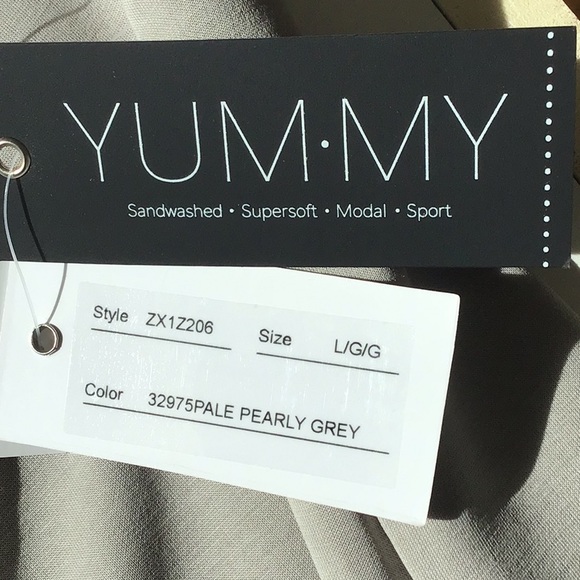 YUM·MY
Sandwashed • Supersoft • Modal • Sport
Style ZX1Z206 Size L/G/G
Color 32975PALE PEARLY GREY